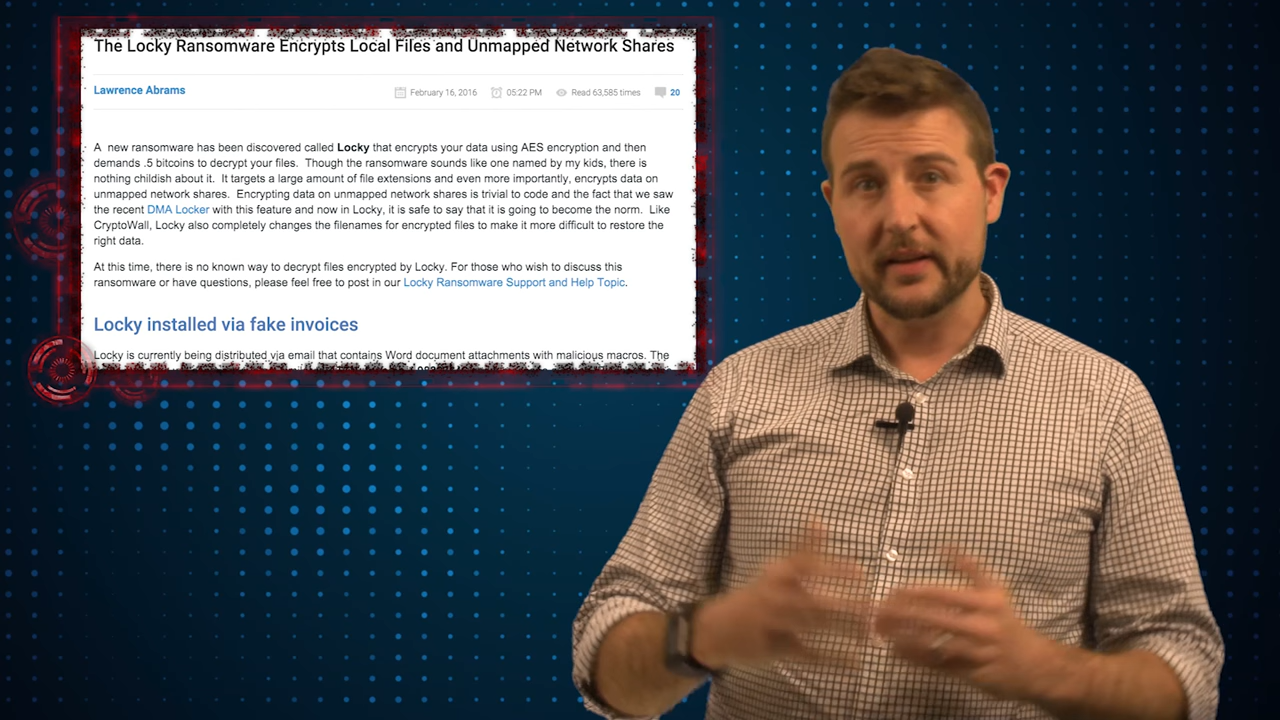 The Locky Ransomware Encrypts Local Files and Unmapped Network Shares
Lawrence Abrams
February 16, 2016 05:22 PM Read 63,585 times 20
A new ransomware has been discovered called Locky that encrypts your data using AES encryption and then
demands .5 bitcoins to decrypt your files. Though the ransomware sounds like one named by my kids, there is
nothing childish about it. It targets a large amount of file extensions and even more importantly, encrypts data on
unmapped network shares. Encrypting data on unmapped network shares is trivial to code and the fact that we saw
the recent DMA Locker with this feature and now in Locky, it is safe to say that it is going to become the norm. Like
CryptoWall, Locky also completely changes the filenames for encrypted files to make it more difficult to restore the
right data.
At this time, there is no known way to decrypt files encrypted by Locky. For those who wish to discuss this
ransomware or have questions, please feel free to post in our Locky Ransomware Support and Help Topic.
Locky installed via fake invoices
Locky is currently being distributed via email that contains Word document attachments with malicious macros. The